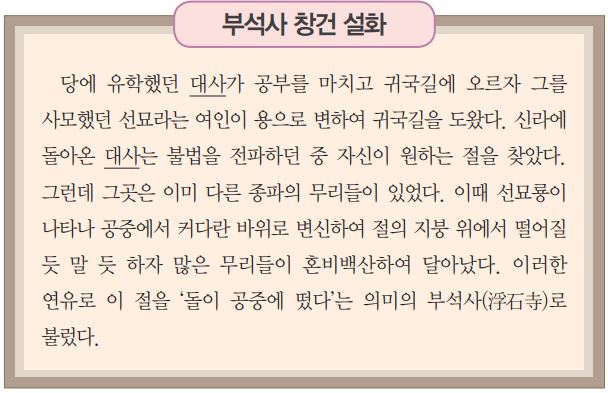 부석사 창건 설화
당에 유학했던 대사가 공부를 마치고 귀국길에 오르자 그를
사모했던 선묘라는 여인이 용으로 변하여 귀국길을 도왔다. 신라에
돌아온 대사는 불법을 전파하던 중 자신이 원하는 절을 찾았다.
그런데 그곳은 이미 다른 종파의 무리들이 있었다. 이때 선묘룡이
나타나 공중에서 커다란 바위로 변신하여 절의 지붕 위에서 떨어질
듯 말 듯 하자 많은 무리들이 혼비백산하여 달아났다. 이러한
연유로 이 절을 ‘돌이 공중에 떴다’는 의미의 부석사(浮石寺)로
불렀다.